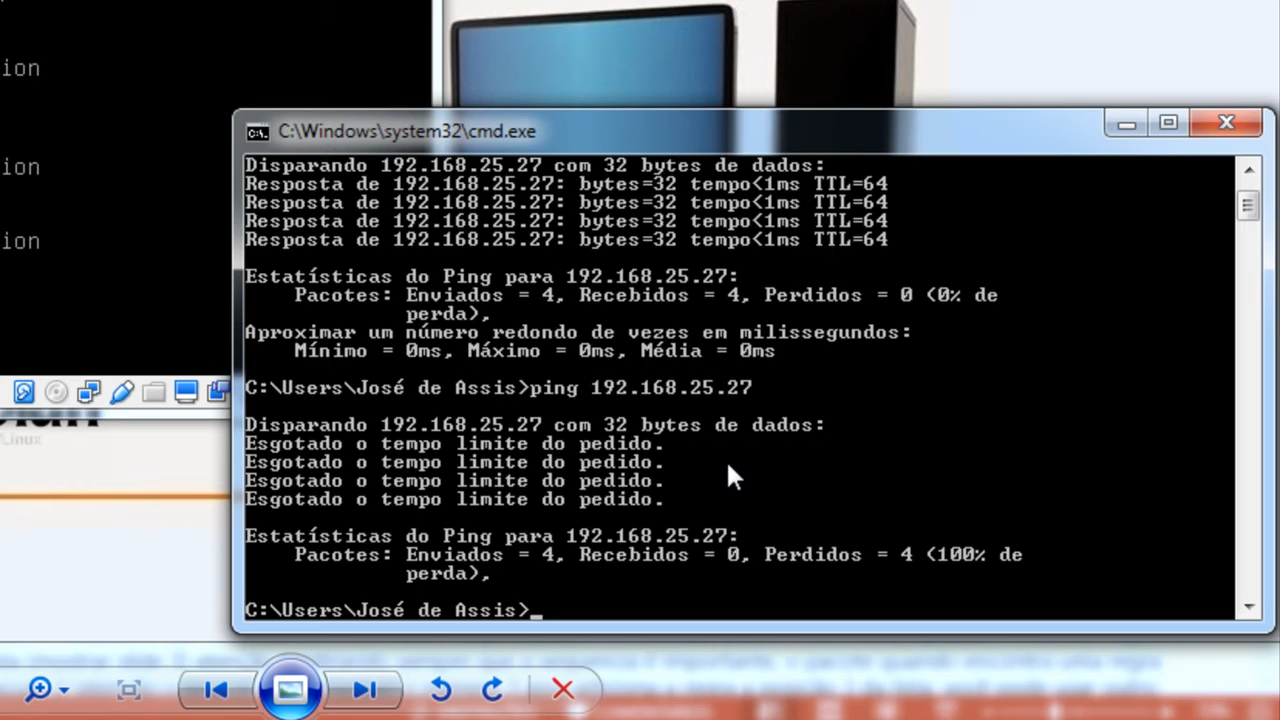 ion
ion
ion
C:\Windows\system32\cmd.exe
Disparando 192.168.25.27 com 32 bytes de dados:
Resposta de 192.168.25.27: bytes=32 tempo<1ms TTL=64
Resposta de 192.168.25.27: bytes=32 tempo<1ms TTL=64
Resposta de 192.168.25.27: bytes=32 tempo<1ms TTL=64
Resposta de 192.168.25.27: bytes=32 tempo<1ms TTL=64
Estatísticas do Ping para 192.168.25.27:
Pacotes: Enviados = 4, Recebidos = 4, Perdidos = 0 (0% de
perda),
Aproximar um número redondo de vezes em milissegundos:
Mínimo = 0ms, Máximo = 0ms, Média = 0ms
C:\Users\José de Assis>ping 192.168.25.27
Disparando 192.168.25.27 com 32 bytes de dados:
Esgotado o tempo limite do pedido.
Esgotado o tempo limite do pedido.
Esgotado o tempo limite do pedido.
Esgotado o tempo limite do pedido.
Estatísticas do Ping para 192.168.25.27:
Pacotes: Enviados = 4, Recebidos = 0, Perdidos = 4 (100% de
perda),
C:\Users\José de Assis>_